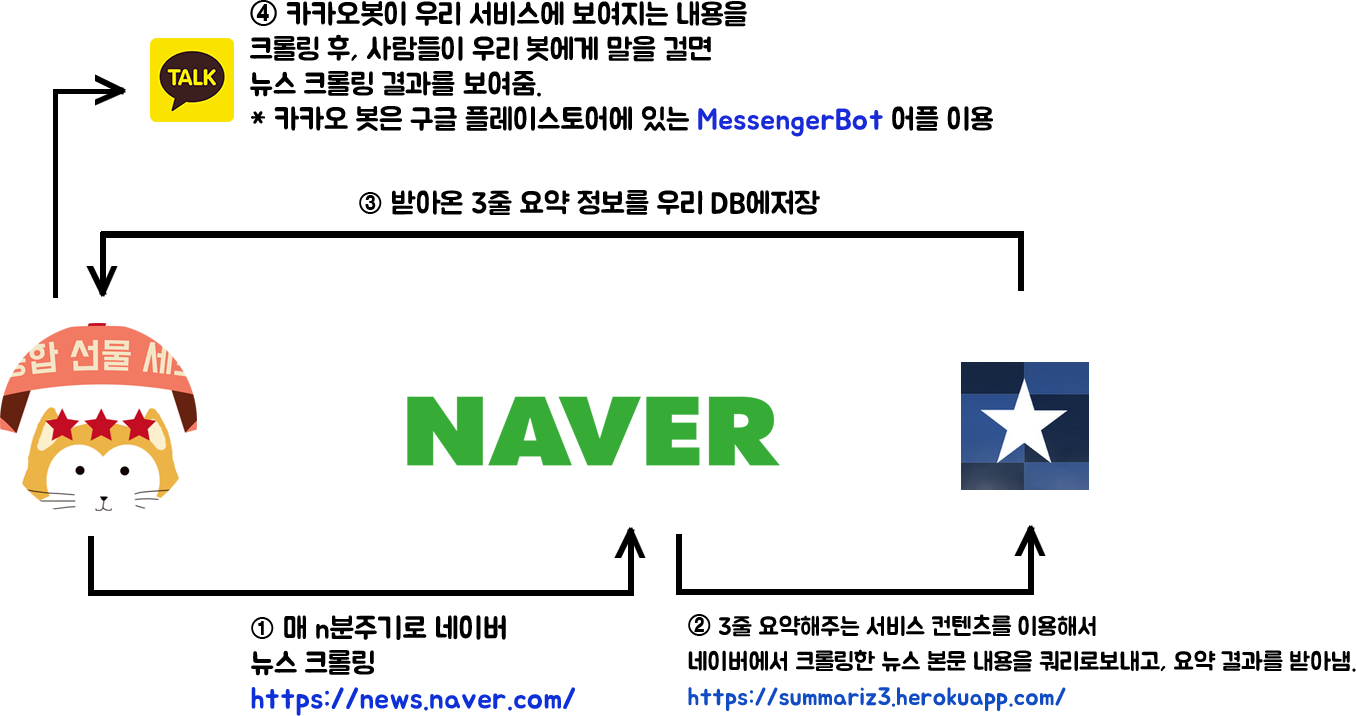 ④ 카카오봇이 우리 서비스에 보여지는 내용을
크롤링 후, 사람들이 우리 봇에게 말을 걸면
뉴스 크롤링 결과를 보여줌.
* 카카오 봇은 구글 플레이스토어에 있는 MessengerBot 어플 이용
TALK
③ 받아온 3줄 요약 정보를 우리 DB에저장
선물
NAVER
① 매 n분주기로 네이버
뉴스 크롤링
https://news.naver.com/
② 3줄 요약해주는 서비스 컨텐츠를 이용해서
네이버에서 크롤링한 뉴스 본문 내용을 쿼리로보내고, 요약 결과를 받아냄.
https://summariz3.herokuapp.com/